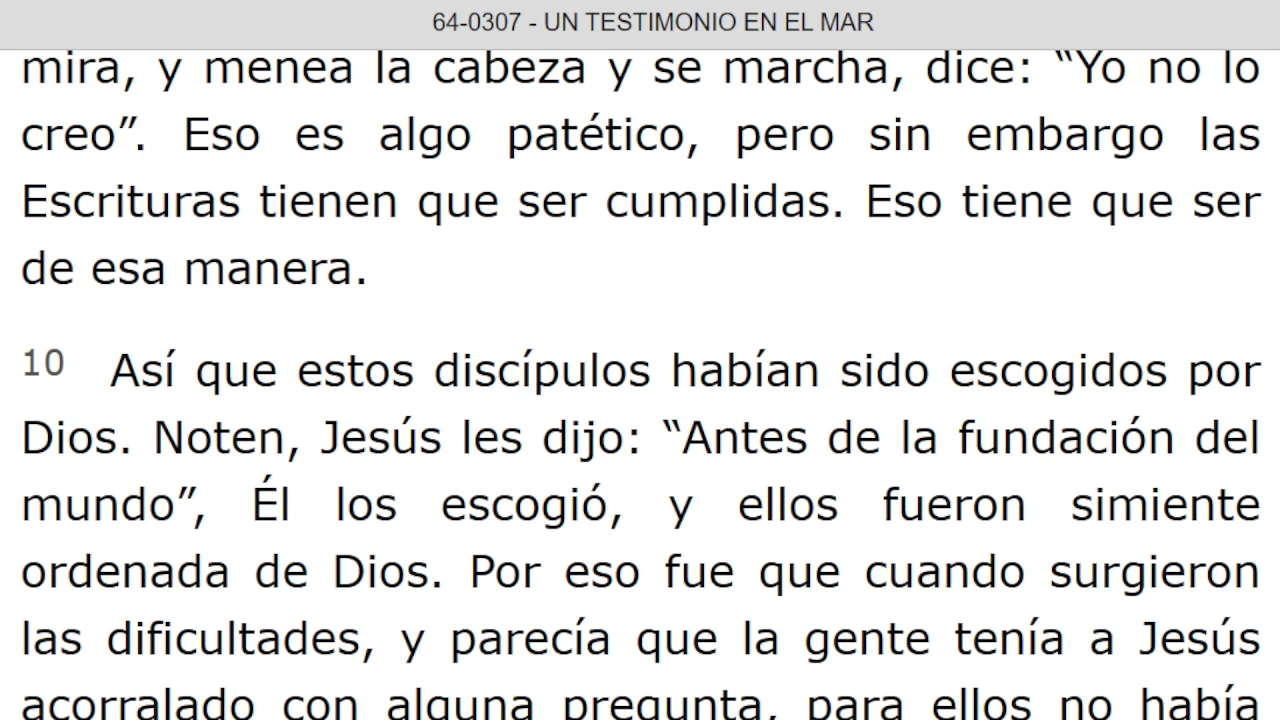 64-0307 - UN TESTIMONIO EN EL MAR
mira, y menea la cabeza y se marcha, dice: “Yo no lo
creo”. Eso es algo patético, pero sin embargo las
Escrituras tienen que ser cumplidas. Eso tiene que ser
de esa manera.
10 Así que estos discípulos habían sido escogidos por
Dios. Noten, Jesús les dijo: “Antes de la fundación del
mundo”, Él los escogió, y ellos fueron simiente
ordenada de Dios. Por eso fue que cuando surgieron
las dificultades, y parecía que la gente tenía a Jesús
acorralado con alguna pregunta, para ellos no había